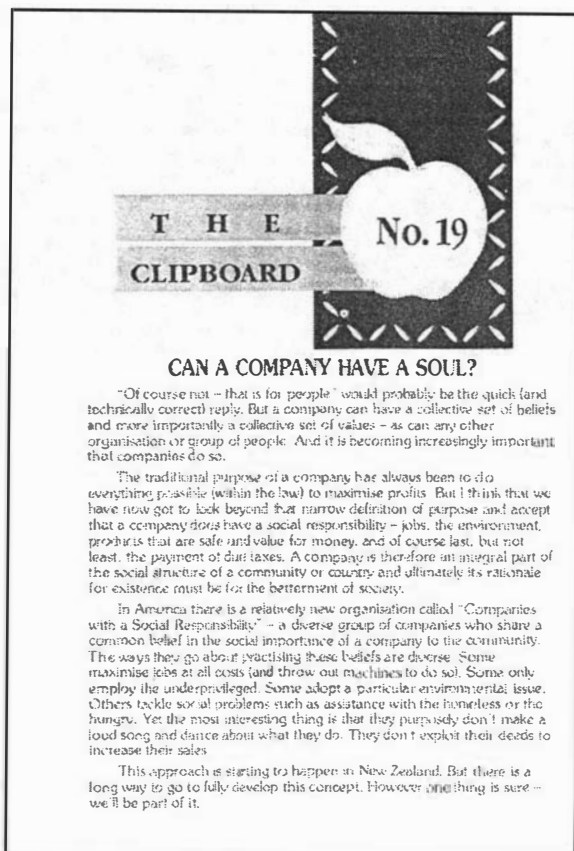 THE
No. 19
CLIPBOARD
CAN A COMPANY HAVE A SOUL?
"Of course not – that is for people" would probably be the quick (and
technically correct) reply. But a company can have a collective set of beliefs
and more importantly a collective set of values – as can any other
organisation or group of people. And it is becoming increasingly important
that companies do so.
The traditional purpose of a company has always been to do
everything possible (within the law) to maximise profits. But I think that we
have now got to look beyond that narrow definition of purpose and accept
that a company does have a social responsibility – jobs, the environment,
products that are safe and value for money, and of course last, but not
least, the payment of due taxes. A company is therefore an integral part of
the social structure of a community or country and ultimately its rationale
for existence must be for the betterment of society.
In America there is a relatively new organisation called "Companies
with a Social Responsibility" – a diverse group of companies who share a
common belief in the social importance of a company to the community.
The ways they go about practising these beliefs are diverse. Some
maximise jobs at all costs (and throw out machines to do so). Some only
employ the underprivileged. Some adopt a particular environmental issue.
Others tackle social problems such as assistance with the homeless or the
hungry. Yet the most interesting thing is that they purposely don't make a
loud song and dance about what they do. They don't exploit their deeds to
increase their sales.
This approach is starting to happen in New Zealand. But there is a
long way to go to fully develop this concept. However one thing is sure –
we'll be part of it.